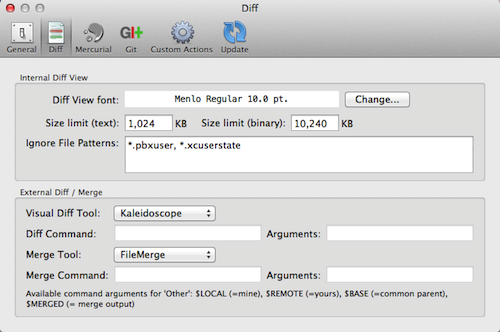 Diff
General Diff Mercurial Git Custom Actions Update
Internal Diff View
Diff View font: Menlo Regular 10.0 pt. Change...
Size limit (text): 1,024 KB Size limit (binary): 10,240 KB
Ignore File Patterns: *.pbxuser, *.xcuserstate
External Diff / Merge
Visual Diff Tool: Kaleidoscope
Diff Command: Arguments:
Merge Tool: FileMerge
Merge Command: Arguments:
Available command arguments for 'Other': $LOCAL (=mine), $REMOTE (=yours), $BASE (=common parent),
$MERGED (= merge output)